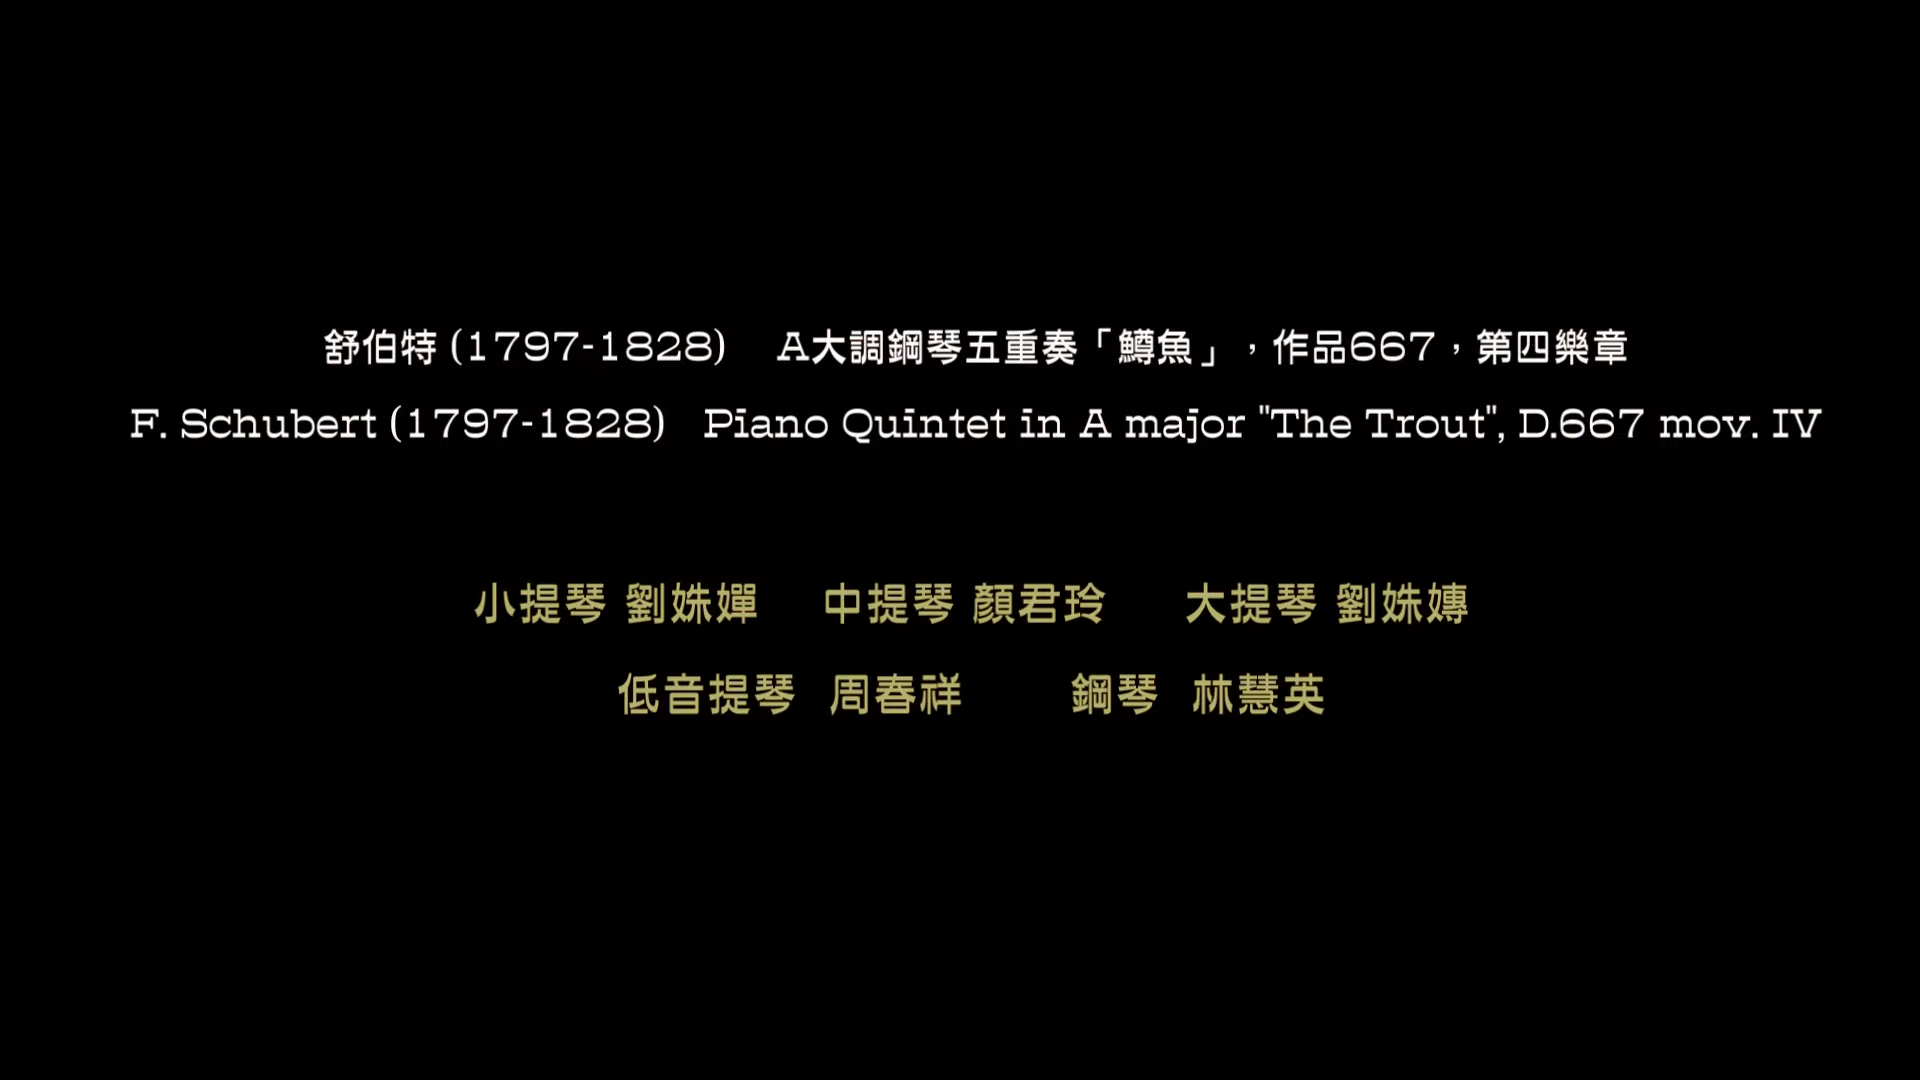 舒伯特 (1797-1828) A大調鋼琴五重奏「鱒魚」，作品667，第四樂章
F. Schubert (1797-1828) Piano Quintet in A major "The Trout", D.667 mov. IV
小提琴 劉姝嬋 中提琴 顏君玲 大提琴 劉姝嫥
低音提琴 周春祥 鋼琴 林慧英